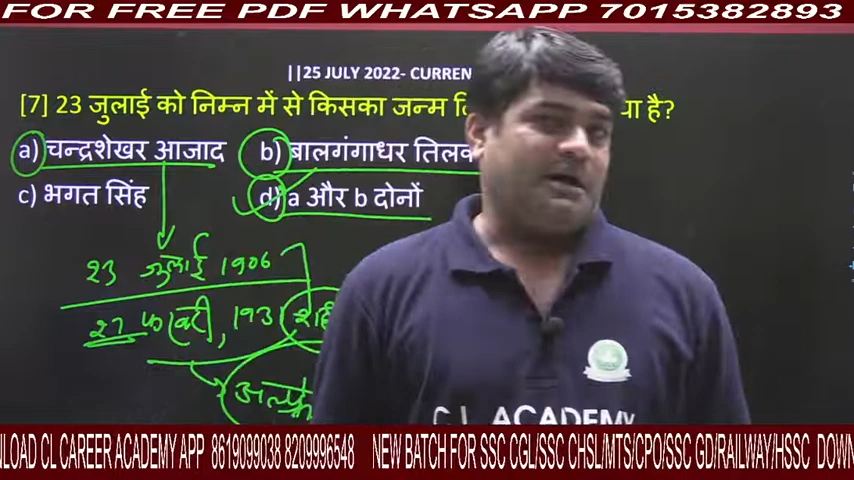 FOR FREE PDF WHATSAPP 7015382893
||25 JULY 2022- CURREN
[7] 23 जुलाई को निम्न में से किसका जन्म या है?
a) चन्द्रशेखर आजाद b) बालगंगाधर तिलक
c) भगत सिंह d) a और b दोनों
23 जुलाई 1906
27 फरवरी, 1931
C L ACADEMY
NLOAD CL CAREER ACADEMY APP 8619099038 8209996548 NEW BATCH FOR SSC CGL/SSC CHSL/MTS/CPO/SSC GD/RAILWAY/HSSC DOWN